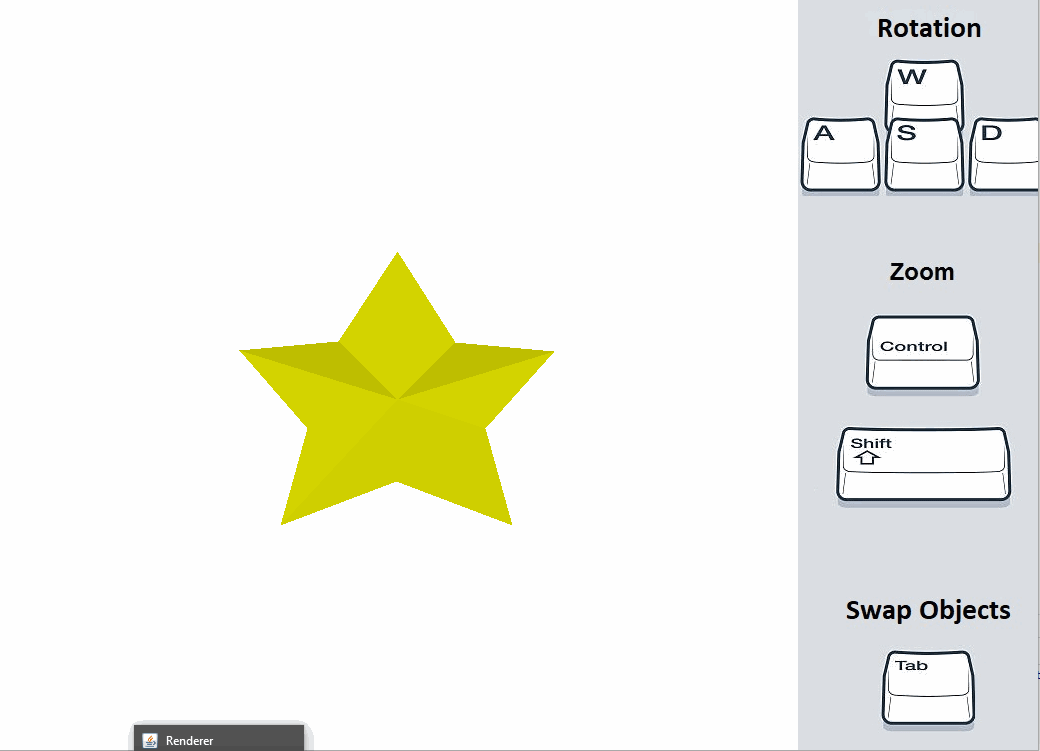 Rotation
W
A S D
Zoom
Control
Shift
Swap Objects
Tab
Renderer